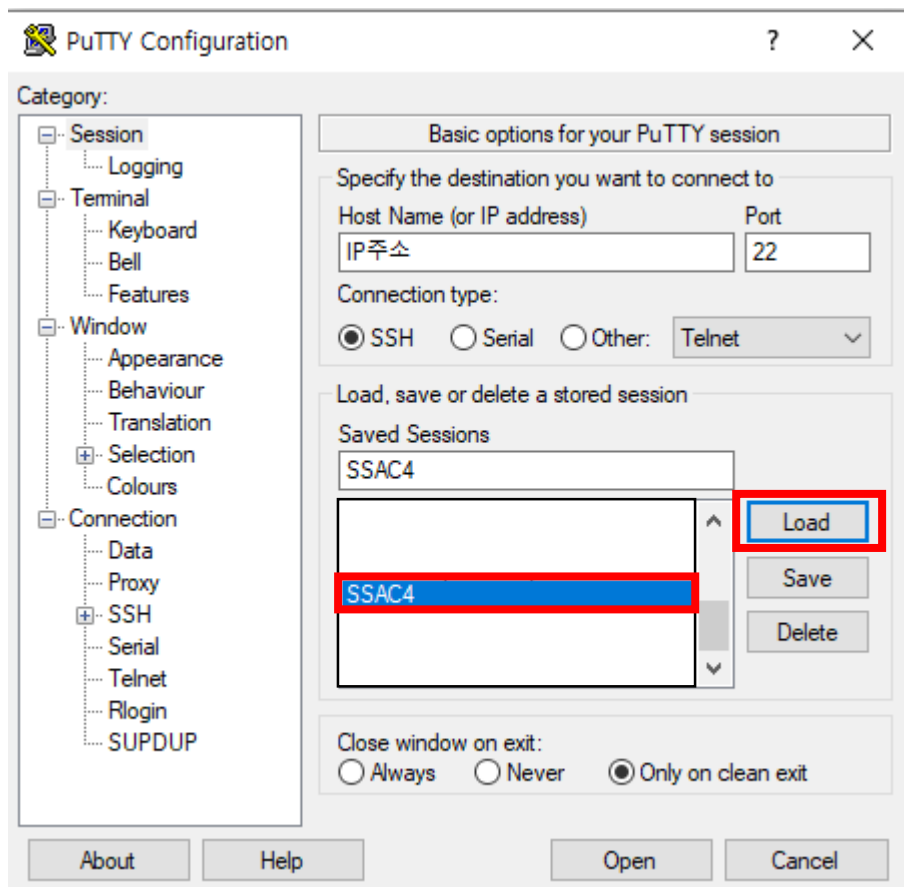 PuTTY Configuration
?
Category:
Session
Logging
Terminal
Keyboard
Bell
Features
Window
Appearance
Behaviour
Translation
Selection
Colours
Connection
Data
Proxy
SSH
Serial
Telnet
Rlogin
SUPDUP
Basic options for your PuTTY session
Specify the destination you want to connect to
Host Name (or IP address) Port
IP주소 22
Connection type:
SSH Serial Other: Telnet
Load, save or delete a stored session
Saved Sessions
SSAC4
Load
SSAC4
Save
Delete
Close window on exit:
Always Never Only on clean exit
About Help Open Cancel